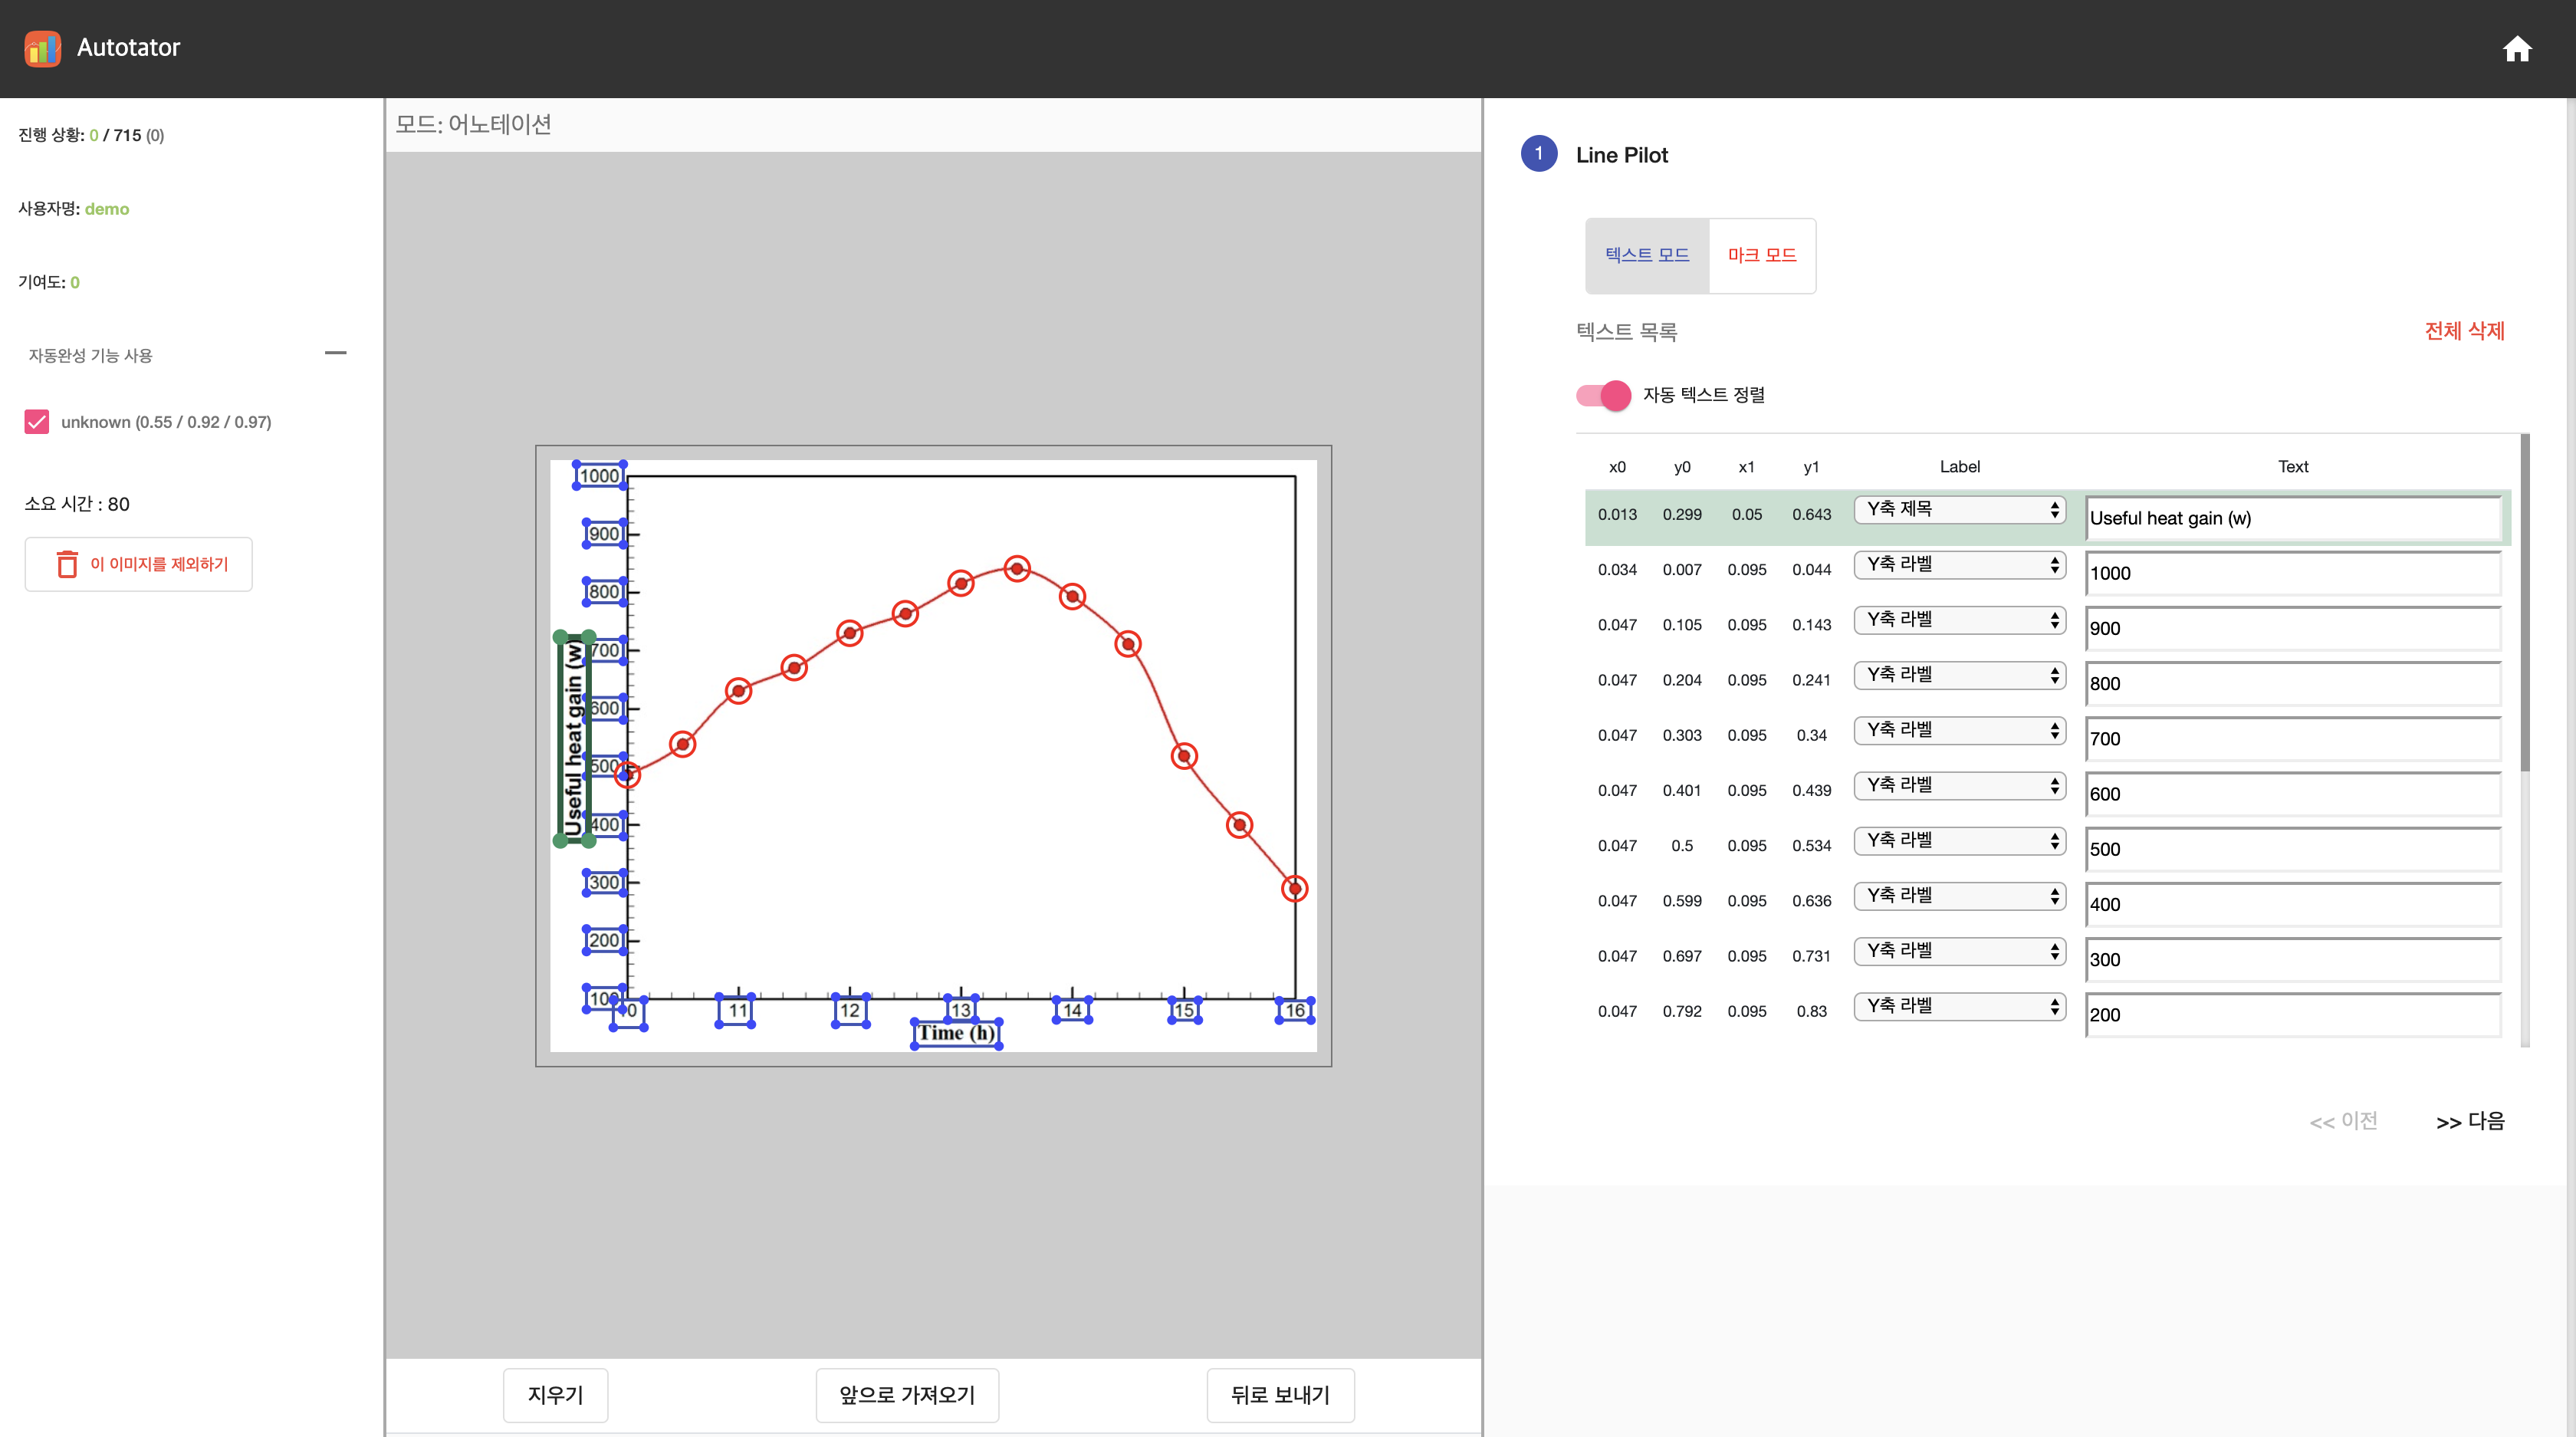 Autotator
진행 상황: 0 / 715 (0)
사용자명: demo
기여도: 0
자동완성 기능 사용
unknown (0.55 / 0.92 / 0.97)
소요 시간 : 80
이 이미지를 제외하기
모드: 어노테이션
1000
900
800
700
600
500
400
300
200
100
Useful heat gain (w)
10 11 12 13 14 15 16
Time (h)
지우기 앞으로 가져오기 뒤로 보내기
1 Line Pilot
텍스트 모드 마크 모드
텍스트 목록 전체 삭제
자동 텍스트 정렬
x0 y0 x1 y1 Label Text
0.013 0.299 0.05 0.643 Y축 제목 Useful heat gain (w)
0.034 0.007 0.095 0.044 Y축 라벨 1000
0.047 0.105 0.095 0.143 Y축 라벨 900
0.047 0.204 0.095 0.241 Y축 라벨 800
0.047 0.303 0.095 0.34 Y축 라벨 700
0.047 0.401 0.095 0.439 Y축 라벨 600
0.047 0.5 0.095 0.534 Y축 라벨 500
0.047 0.599 0.095 0.636 Y축 라벨 400
0.047 0.697 0.095 0.731 Y축 라벨 300
0.047 0.792 0.095 0.83 Y축 라벨 200
<< 이전 >> 다음